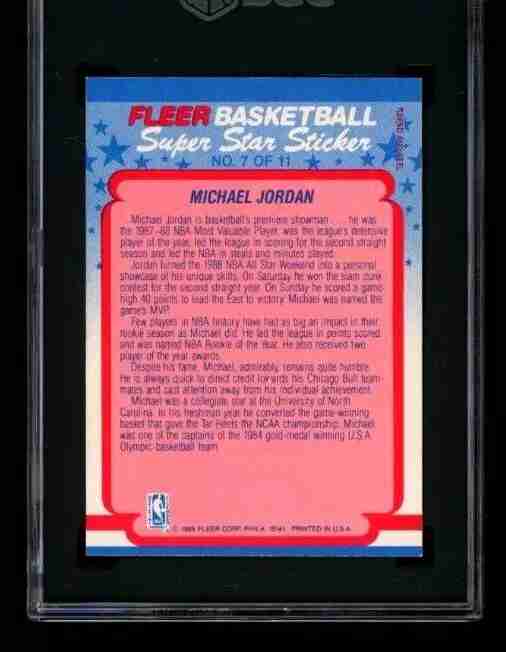 FLEER BASKETBALL
Super Star Sticker
NO. 7 OF 11
MICHAEL JORDAN
Michael Jordan is basketball's premiere showman . . . he was
the 1987-88 NBA Most Valuable Player, was the league's defensive
player of the year, led the league in scoring for the second straight
season and led the NBA in steals and minutes played.
Jordan turned the 1988 NBA All Star Weekend into a personal
showcase of his unique skills. On Saturday he won the slam dunk
contest for the second straight year. On Sunday he scored a game
high 40 points to lead the East to victory. Michael was named the
game's MVP.
Few players in NBA history have had as big an impact in their
rookie season as Michael did. He led the league in points scored
and was named NBA Rookie of the Year. He also received two
player of the year awards.
Despite his fame, Michael, admirably, remains quite humble.
He is always quick to direct credit towards his Chicago Bull team-
mates and cast attention away from his individual achievement.
Michael was a collegiate star at the University of North
Carolina. In his freshman year he converted the game-winning
basket that gave the Tar Heels the NCAA championship. Michael
was one of the captains of the 1984 gold-medal winning U.S.A.
Olympic basketball team.
NBA
FLEER CORP. PHILA. 19141 PRINTED IN U.S.A.